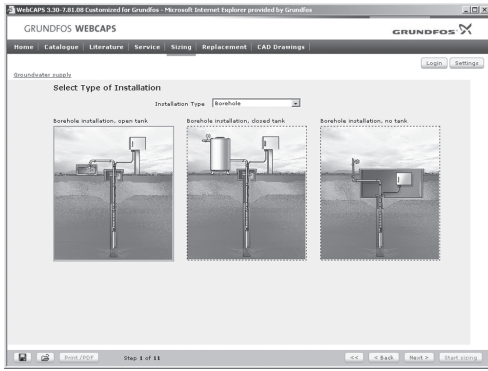 WebCAPS 3.30-7.81.08 Customized for Grundfos - Microsoft Internet Explorer provided by Grundfos
GRUNDFOS WEBCAPS
GRUNDFOS
Home Catalogue Literature Service Sizing Replacement CAD Drawings
Login Settings
Groundwater supply
Select Type of Installation
Installation Type Borehole
Borehole installation, open tank Borehole installation, closed tank Borehole installation, no tank
Print/PDF Step 1 of 11 << < Back Next > Start sizing